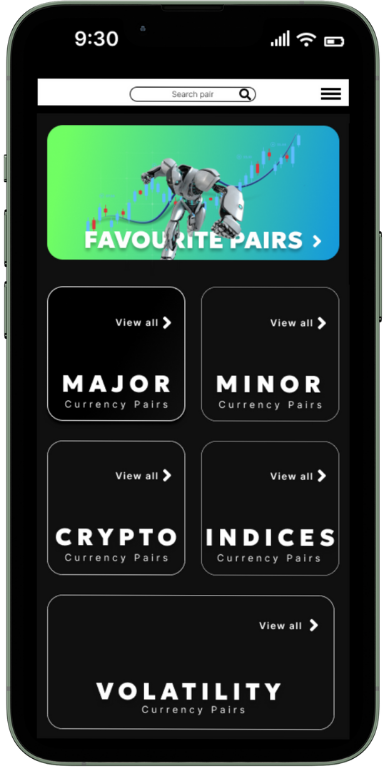 9:30
Search pair
FAVOURITE PAIRS
View all
MAJOR
Currency Pairs
View all
MINOR
Currency Pairs
View all
CRYPTO
Currency Pairs
View all
INDICES
Currency Pairs
View all
VOLATILITY
Currency Pairs